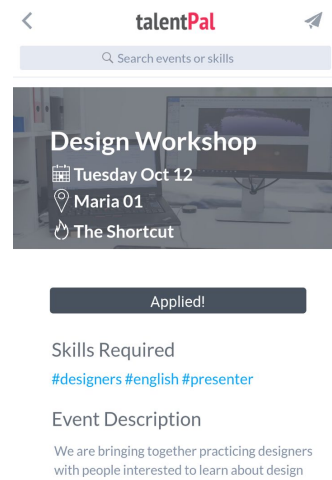 talentPal
Search events or skills
Design Workshop
Tuesday Oct 12
Maria 01
The Shortcut
Applied!
Skills Required
#designers #english #presenter
Event Description
We are bringing together practicing designers
with people interested to learn about design